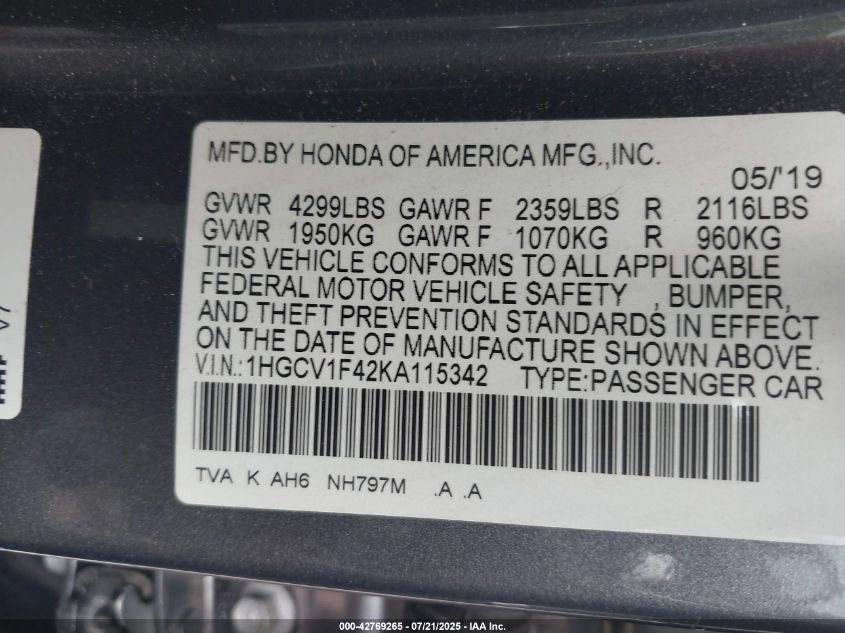 MFD.BY HONDA OF AMERICA MFG.,INC.
05/'19
GVWR 4299LBS GAWR F 2359LBS R 2116LBS
GVWR 1950KG GAWR F 1070KG R 960KG
THIS VEHICLE CONFORMS TO ALL APPLICABLE
FEDERAL MOTOR VEHICLE SAFETY , BUMPER,
AND THEFT PREVENTION STANDARDS IN EFFECT
ON THE DATE OF MANUFACTURE SHOWN ABOVE.
V.I.N.:1HGCV1F42KA115342 TYPE:PASSENGER CAR
TVA K AH6 NH797M .A .A
V7
000-42769265 - 07/21/2025 - IAA Inc.